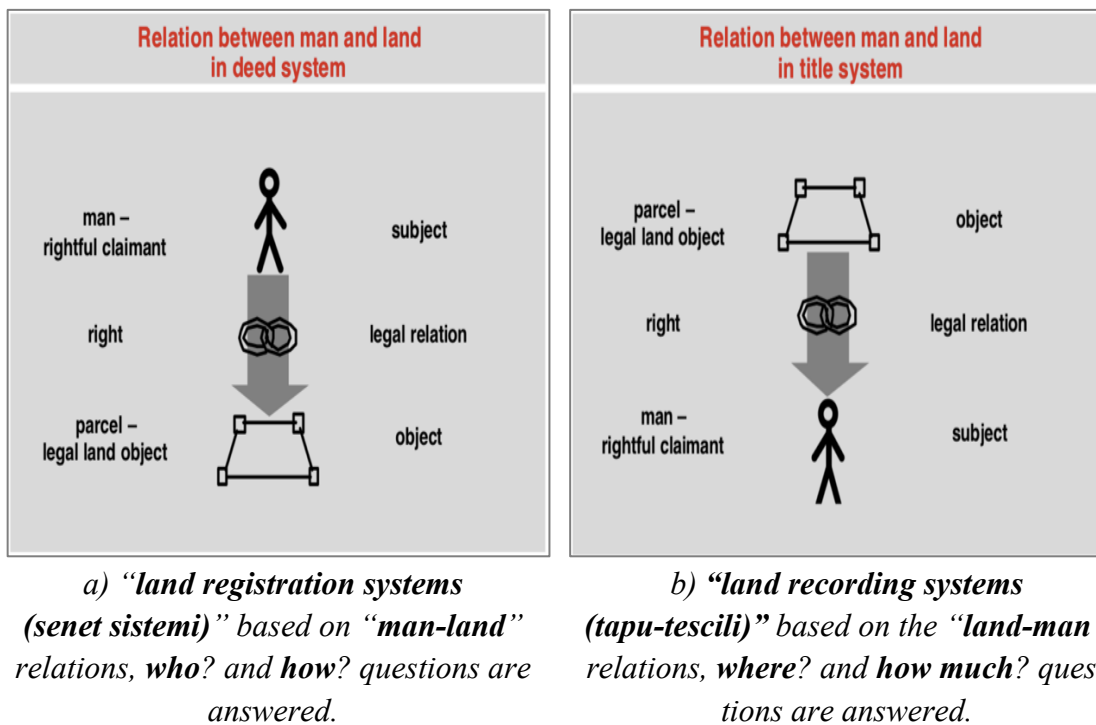 Relation between man and land
in deed system
man –
rightful claimant
subject
right
legal relation
parcel –
legal land object
object
a) “land registration systems
(senet sistemi)” based on “man-land”
relations, who? and how? questions are
answered.
Relation between man and land
in title system
parcel –
legal land object
object
right
legal relation
man –
rightful claimant
subject
b) “land recording systems
(tapu-tescili)” based on the “land-man
relations, where? and how much? ques
tions are answered.